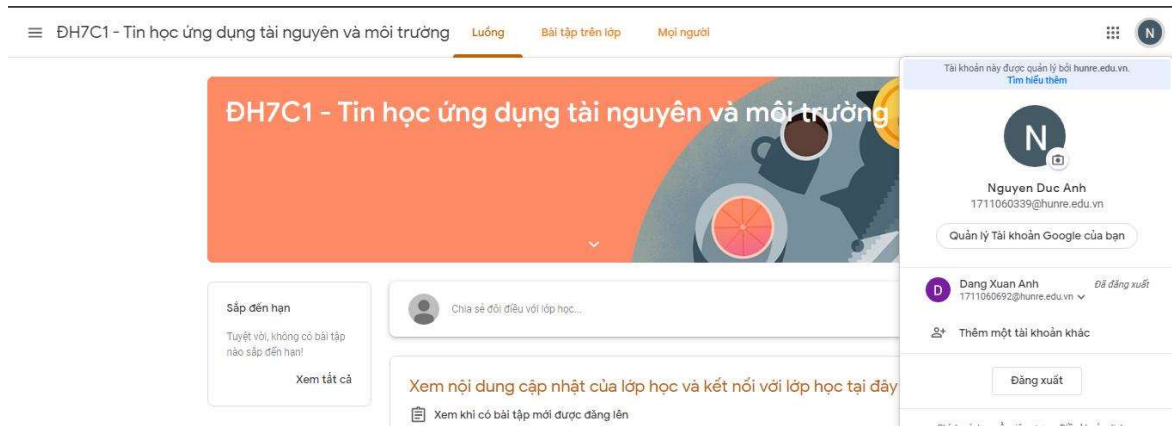 ĐH7C1 - Tin học ứng dụng tài nguyên và môi trường
Luồng
Bài tập trên lớp
Mọi người
N
ĐH7C1 - Tin học ứng dụng tài nguyên và môi trường
Sắp đến hạn
Tuyệt vời, không có bài tập
nào sắp đến hạn!
Xem tất cả
Chia sẻ đôi điều với lớp học...
Xem nội dung cập nhật của lớp học và kết nối với lớp học tại đây
Xem khi có bài tập mới được đăng lên
Tài khoản này được quản lý bởi hunre.edu.vn.
Tìm hiểu thêm
N
Nguyen Duc Anh
1711060339@hunre.edu.vn
Quản lý Tài khoản Google của bạn
D
Dang Xuan Anh
Đã đăng xuất
1711060692@hunre.edu.vn
Thêm một tài khoản khác
Đăng xuất